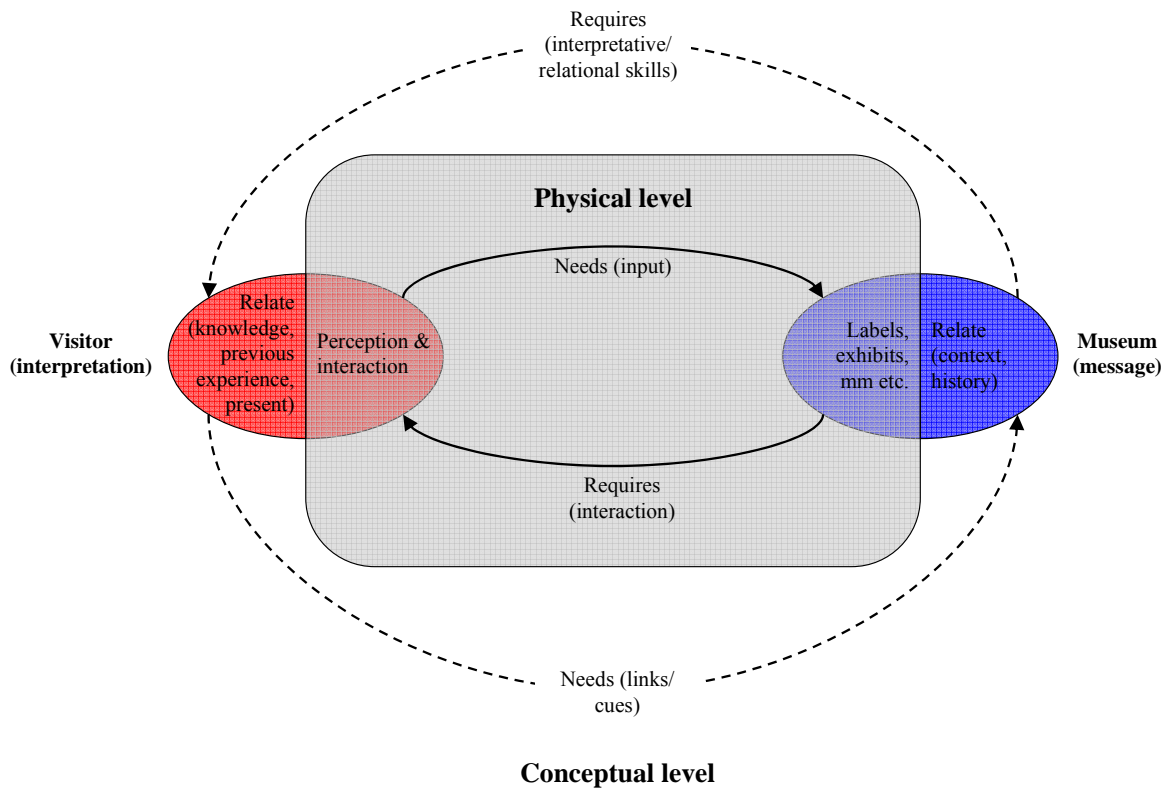 Requires
(interpretative/
relational skills)
Physical level
Needs (input)
Visitor
(interpretation)
Relate
(knowledge,
previous
experience,
present)
Perception &
interaction
Labels,
exhibits,
mm etc.
Relate
(context,
history)
Museum
(message)
Requires
(interaction)
Needs (links/
cues)
Conceptual level